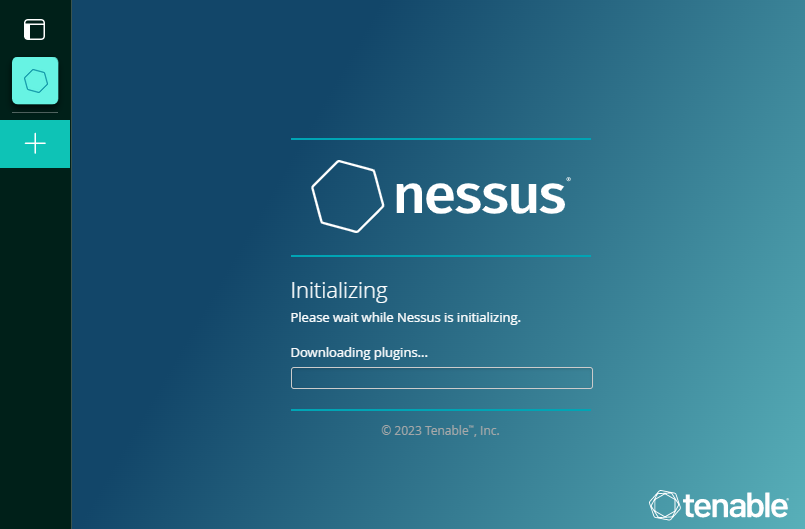 nessus®
Initializing
Please wait while Nessus is initializing.
Downloading plugins...
© 2023 Tenable™, Inc.
tenable®